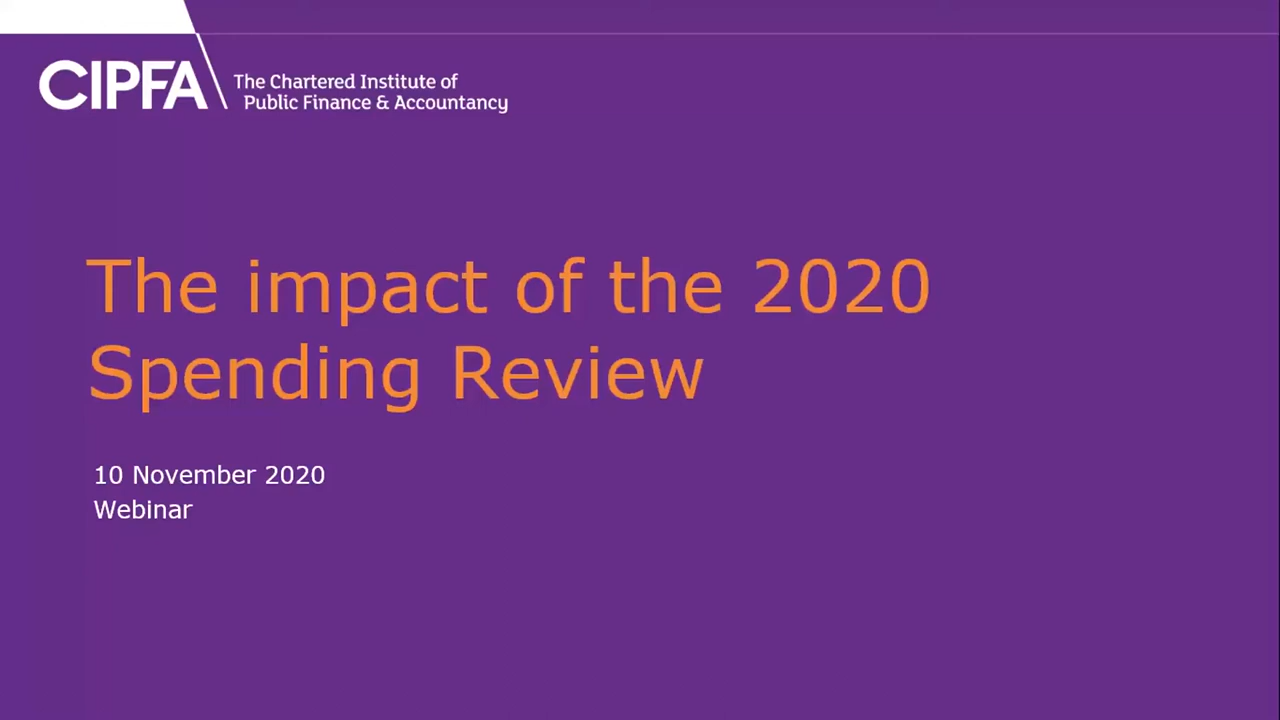 CIPFA
The Chartered Institute of
Public Finance & Accountancy
The impact of the 2020
Spending Review
10 November 2020
Webinar